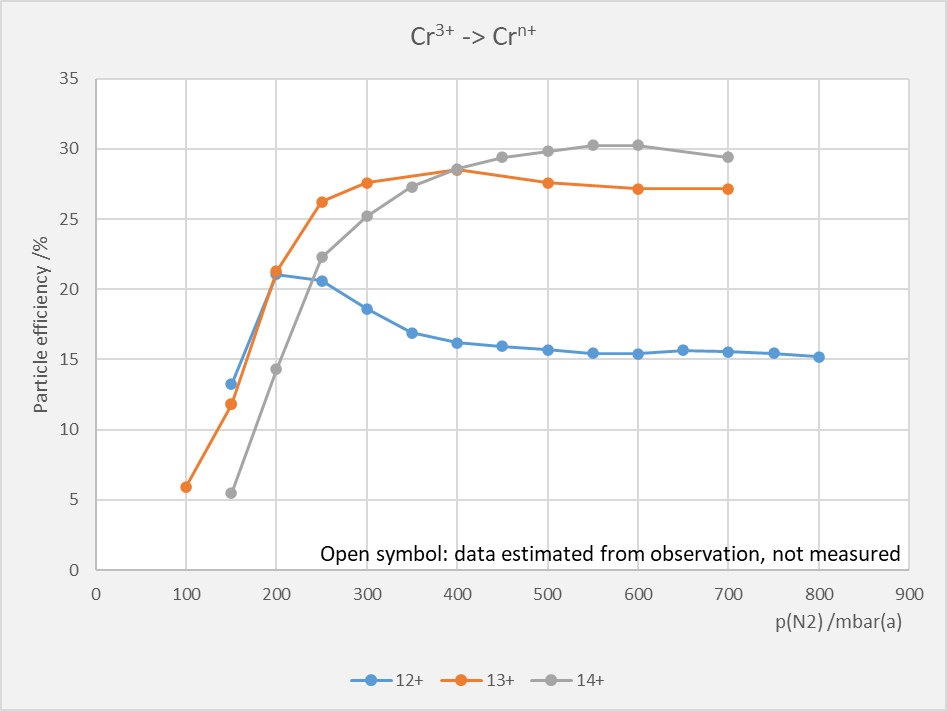 Cr³⁺ -> Crⁿ⁺
35
30
25
20
15
10
5
0
Particle efficiency /%
Open symbol: data estimated from observation, not measured
0 100 200 300 400 500 600 700 800 900
p(N2) /mbar(a)
12+ 13+ 14+